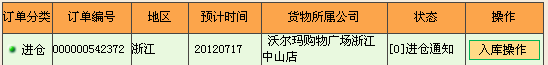 订单分类 订单编号 地区 预计时间 货物所属公司 状态 操作
进仓 000000542372 浙江 20120717 沃尔玛购物广场浙江中山店 [0]进仓通知 入库操作